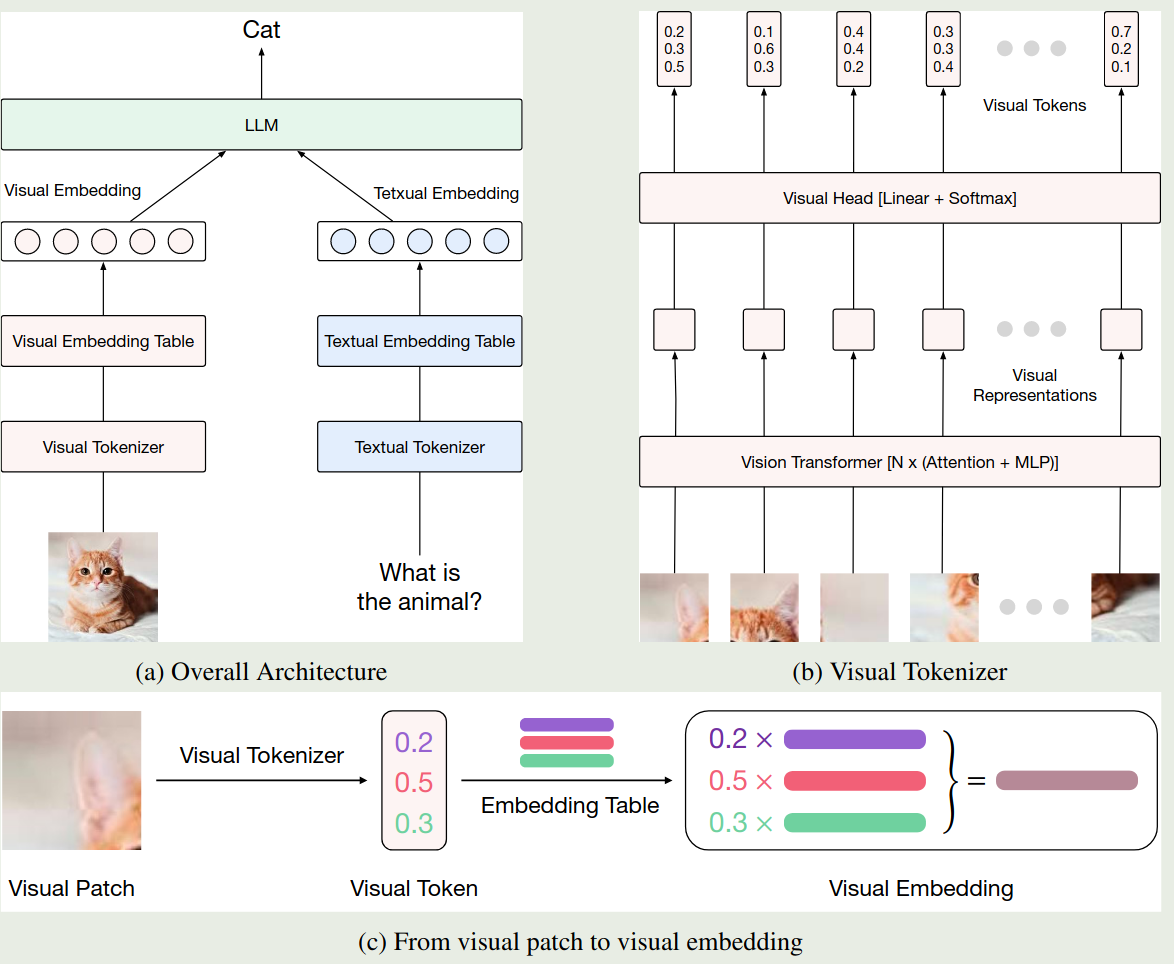 Cat
LLM
Visual Embedding
Tetxual Embedding
Visual Embedding Table
Textual Embedding Table
Visual Tokenizer
Textual Tokenizer
What is
the animal?
(a) Overall Architecture
0.2 0.1 0.4 0.3 0.7
0.3 0.6 0.4 0.3 0.2
0.5 0.3 0.2 0.4 0.1
Visual Tokens
Visual Head [Linear + Softmax]
Visual
Representations
Vision Transformer [N x (Attention + MLP)]
(b) Visual Tokenizer
Visual Patch
Visual Tokenizer
0.2
0.5
0.3
Visual Token
Embedding Table
0.2 ×
0.5 ×
0.3 ×
=
Visual Embedding
(c) From visual patch to visual embedding